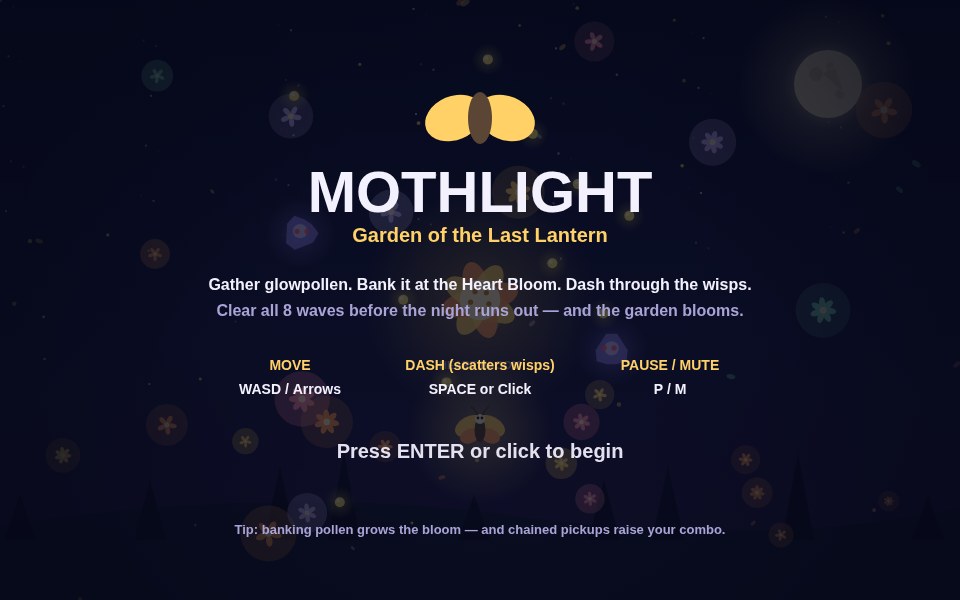 MOTHLIGHT
Garden of the Last Lantern
Gather glowpollen. Bank it at the Heart Bloom. Dash through the wisps.
Clear all 8 waves before the night runs out — and the garden blooms.
MOVE DASH (scatters wisps) PAUSE / MUTE
WASD / Arrows SPACE or Click P / M
Press ENTER or click to begin
Tip: banking pollen grows the bloom — and chained pickups raise your combo.